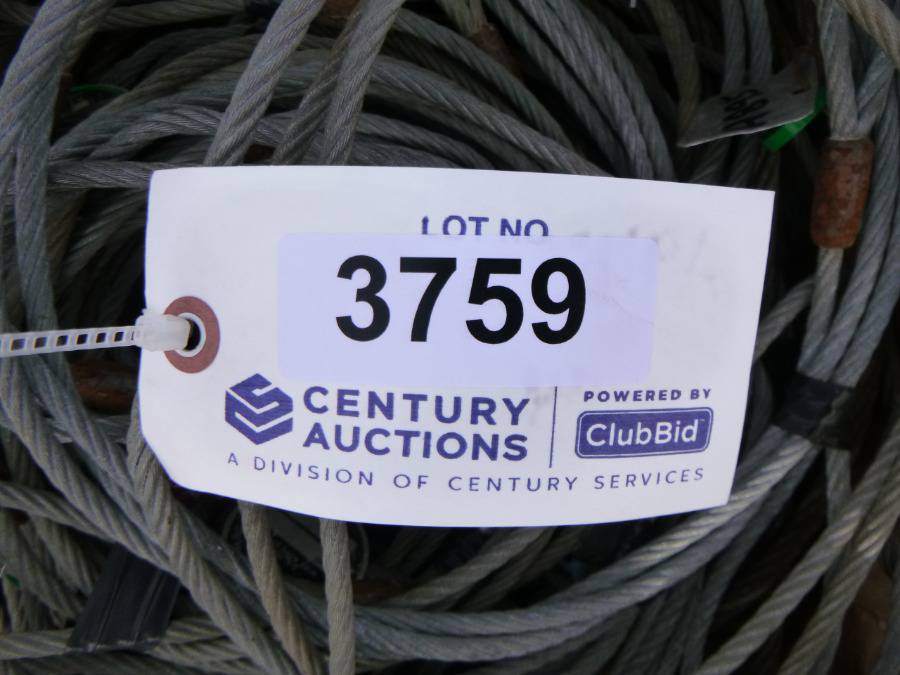 LOT NO
3759
CENTURY
AUCTIONS
POWERED BY
ClubBid
A DIVISION OF CENTURY SERVICES